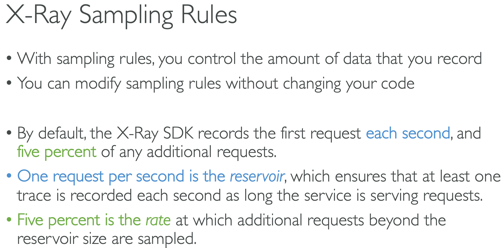 X-Ray Sampling Rules
• With sampling rules, you control the amount of data that you record
• You can modify sampling rules without changing your code
• By default, the X-Ray SDK records the first request each second, and
five percent of any additional requests.
• One request per second is the reservoir, which ensures that at least one
trace is recorded each second as long the service is serving requests.
• Five percent is the rate at which additional requests beyond the
reservoir size are sampled.